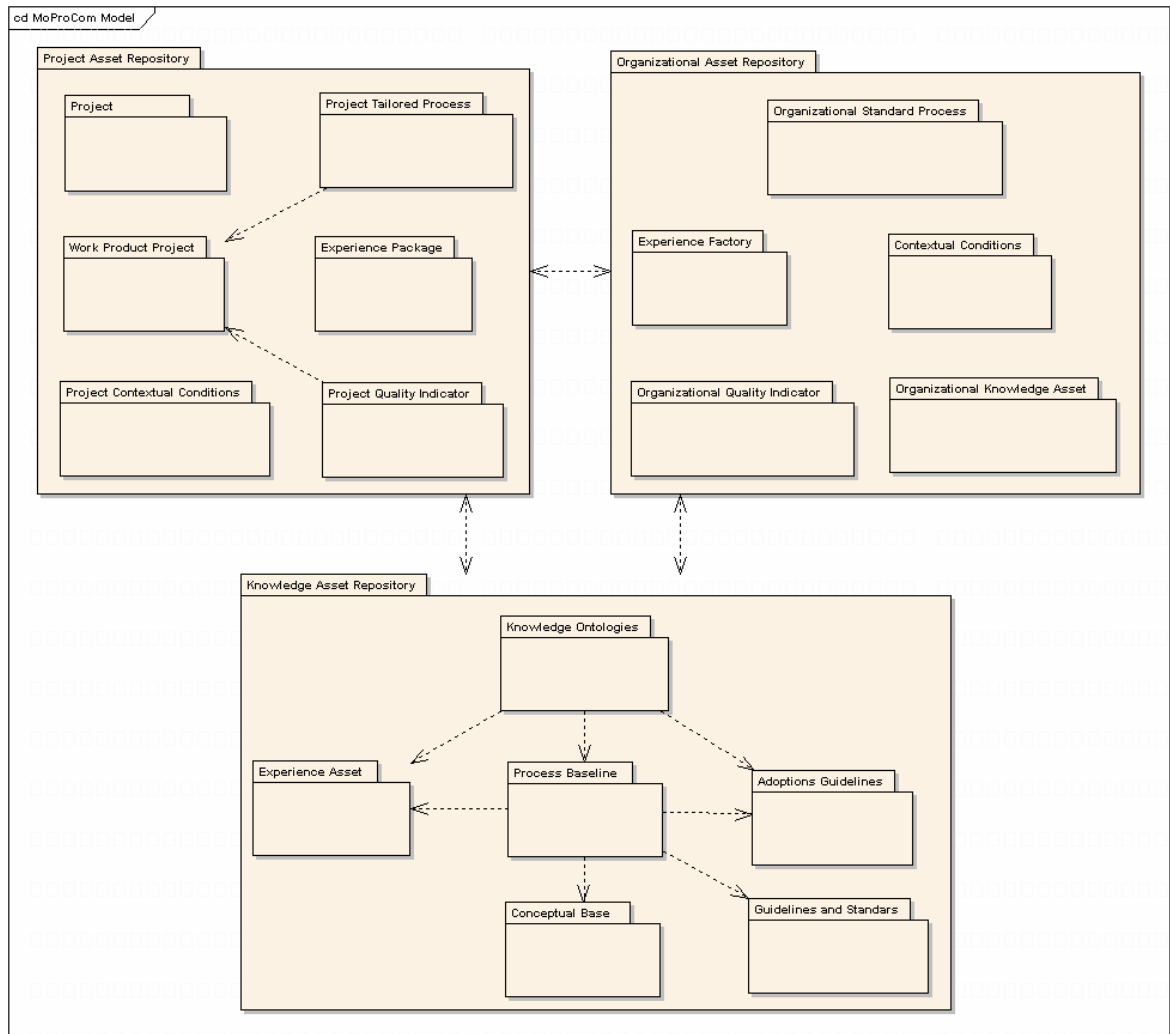 cd MoProCom Model
Project Asset Repository
Project
Project Tailored Process
Work Product Project
Experience Package
Project Contextual Conditions
Project Quality Indicator
Organizational Asset Repository
Organizational Standard Process
Experience Factory
Contextual Conditions
Organizational Quality Indicator
Organizational Knowledge Asset
Knowledge Asset Repository
Knowledge Ontologies
Experience Asset
Process Baseline
Adoptions Guidelines
Conceptual Base
Guidelines and Standars